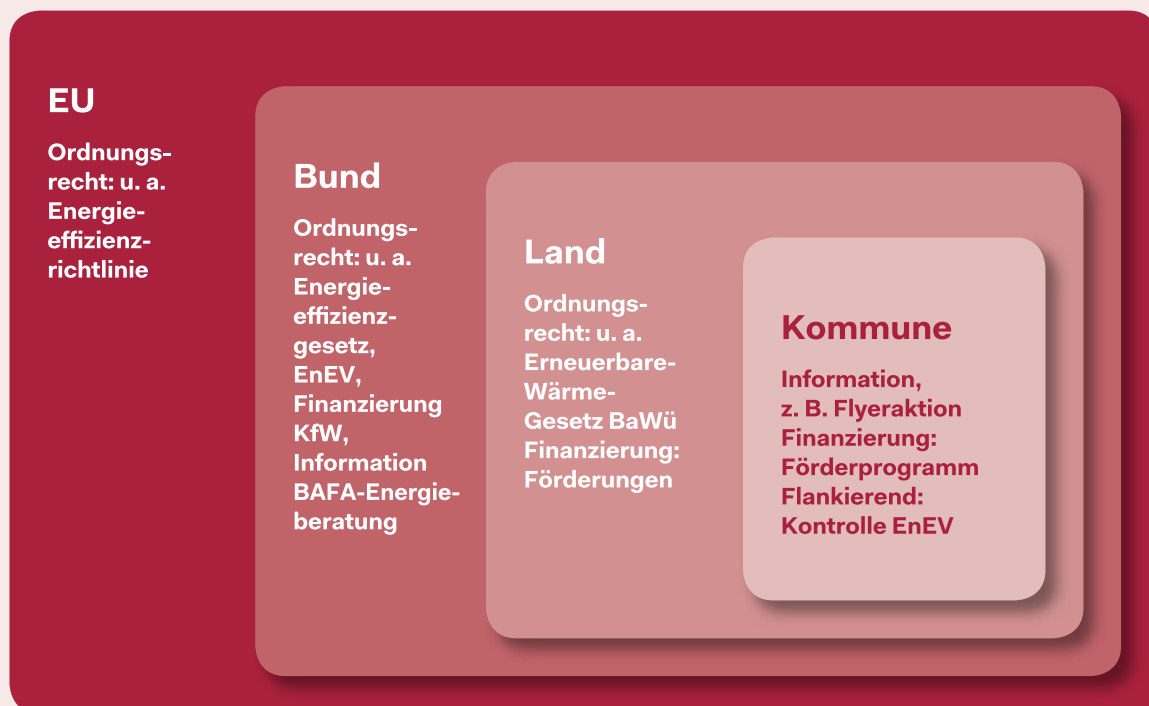 EU
Ordnungs-
recht: u. a.
Energie-
effizienz-
richtlinie
Bund
Ordnungs-
recht: u. a.
Energie-
effizienz-
gesetz,
EnEV,
Finanzierung
KfW,
Information
BAFA-Energie-
beratung
Land
Ordnungs-
recht: u. a.
Erneuerbare-
Wärme-
Gesetz BaWü
Finanzierung:
Förderungen
Kommune
Information,
z. B. Flyeraktion
Finanzierung:
Förderprogramm
Flankierend:
Kontrolle EnEV